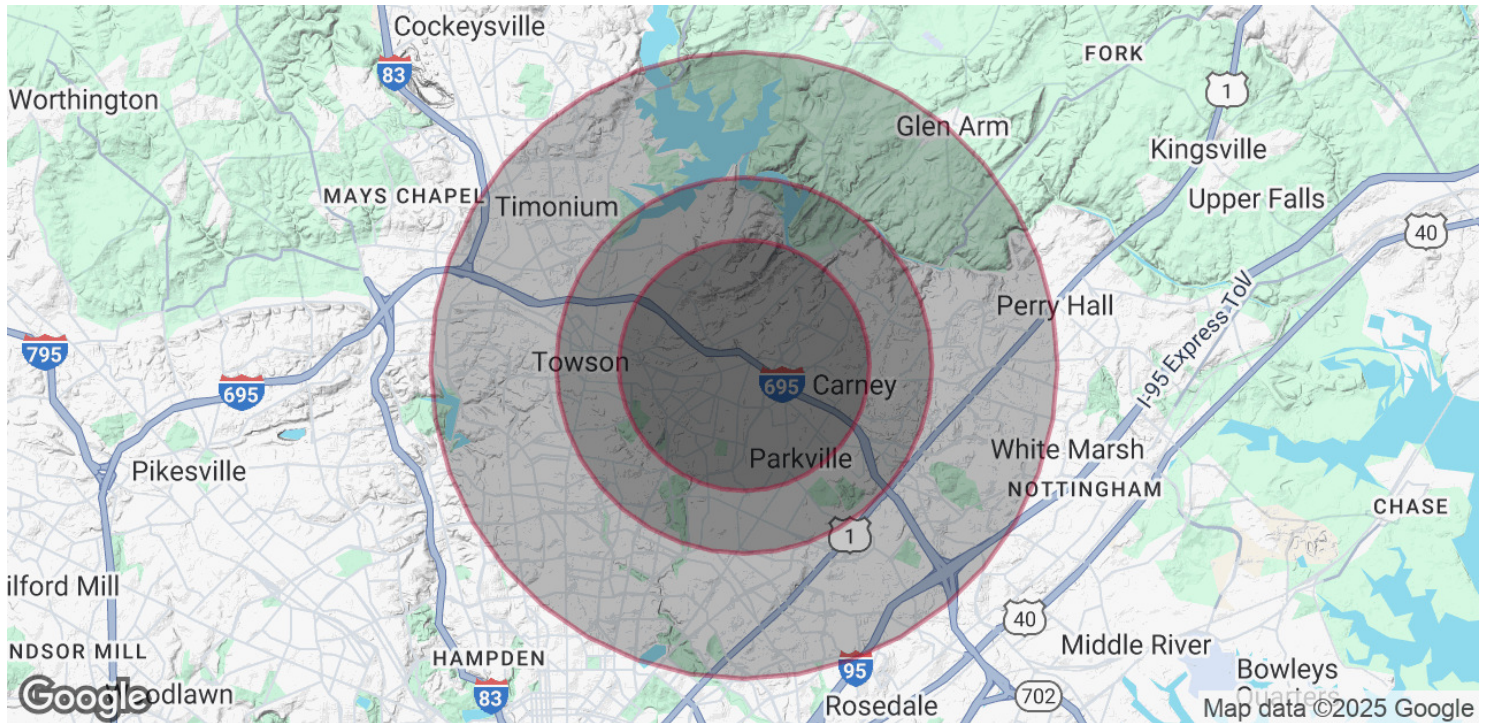 Cockeysville
83
FORK
1
Worthington
Glen Arm
Kingsville
MAYS CHAPEL
Timonium
Upper Falls
40
Perry Hall
I-95 Express ToV
795
Towson
695
695
Carney
Parkville
White Marsh
Pikesville
NOTTINGHAM
CHASE
1
ilford Mill
40
NDSOR MILL
HAMPDEN
95
Middle River
Bowleys
Quarters
83
702
Google
odlawn
Rosedale
Map data ©2025 Google